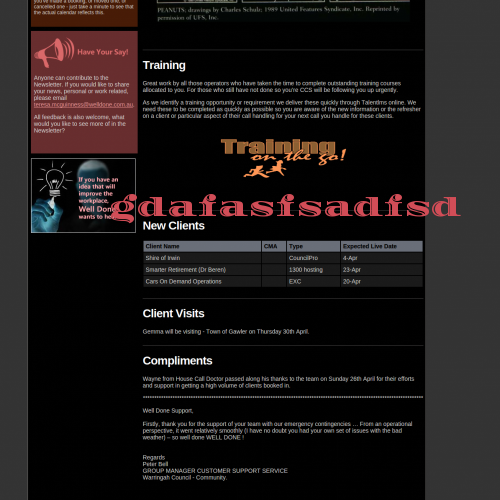 you've made a booking, or moved one, or
cancelled one - just take a minute to see that
the actual calendar reflects this.
PEANUTS, drawings by Charles Schulz. 1989 United Features Syndicate, Inc. Reprinted by
permission of UFS, Inc.
Have Your Say!
Anyone can contribute to the
Newsletter. If you would like to share
your news, personal or work related,
please email
teresa.mcguinness@welldone.com.au.
All feedback is also welcome, what
would you like to see more of in the
Newsletter?
If you have an
idea that will
improve the
workplace,
Well Done
wants to
Training
Great work by all those operators who have taken the time to complete outstanding training courses
allocated to you. For those who still have not done so you're CCS will be following you up urgently.
As we identify a training opportunity or requirement we deliver these quickly through Talentlms online. We
need these to be completed as quickly as possible so you are aware of the new information or the refresher
on a client or particular aspect of their call handling for your next call you handle for these clients.
Training
on the go!
gdafasfsadfsd
New Clients
Client Name CMA Type Expected Live Date
Shire of Irwin CouncilPro 4-Apr
Smarter Retirement (Dr Beren) 1300 hosting 23-Apr
Cars On Demand Operations EXC 20-Apr
Client Visits
Gemma will be visiting - Town of Gawler on Thursday 30th April.
Compliments
Wayne from House Call Doctor passed along his thanks to the team on Sunday 26th April for their efforts
and support in getting a high volume of clients booked in.
Well Done Support,
Firstly, thank you for the support of your team with our emergency contingencies … From an operational
perspective, it went relatively smoothly (I have no doubt you had your own set of issues with the bad
weather) – so well done WELL DONE !
Regards
Peter Bell
GROUP MANAGER CUSTOMER SUPPORT SERVICE
Warringah Council - Community.